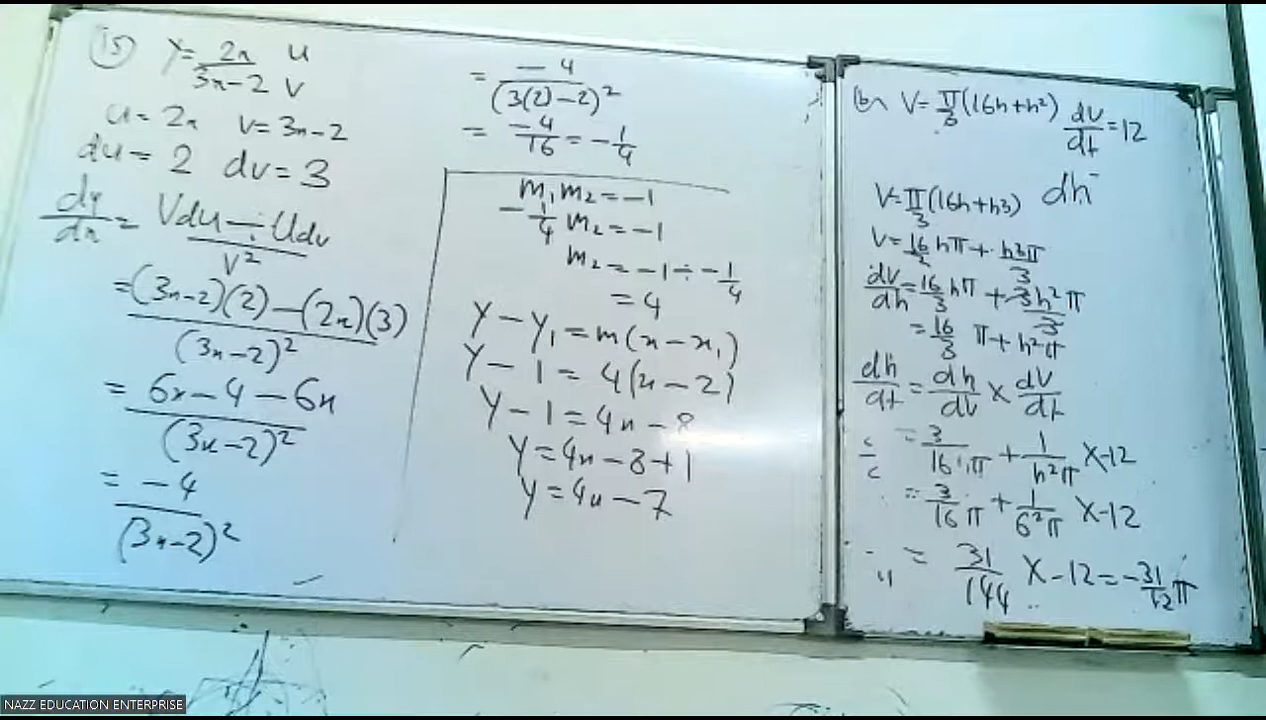 15) y = 2x/3x-2 u v
u = 2x v = 3x-2
du = 2 dv = 3
dy/dx = Vdu - Udv / V²
= (3x-2)(2) - (2x)(3) / (3x-2)²
= 6x - 4 - 6x / (3x-2)²
= -4 / (3x-2)²
= -4 / (3(2)-2)²
= -4/16 = -1/4
m₁m₂ = -1
-1/4 m₂ = -1
m₂ = -1 ÷ -1/4
= 4
y - y₁ = m(x - x₁)
y - 1 = 4(x - 2)
y - 1 = 4x - 8
y = 4x - 8 + 1
y = 4x - 7
(b) V = π/3 (16h + h²) dv/dt = 12
V = π/3 (16h + h3) dh
V = 16 hπ + h3π/3
dv/dh = 16/3 hπ + 3h²π/3
= 16/3 π + h²π
dh/dt = dh/dv × dv/dt
= 3/16π + 1/h²π × -12
= 3/16π + 1/6²π × -12
= 31/144 × -12 = -31/12 π
NAZZ EDUCATION ENTERPRISE